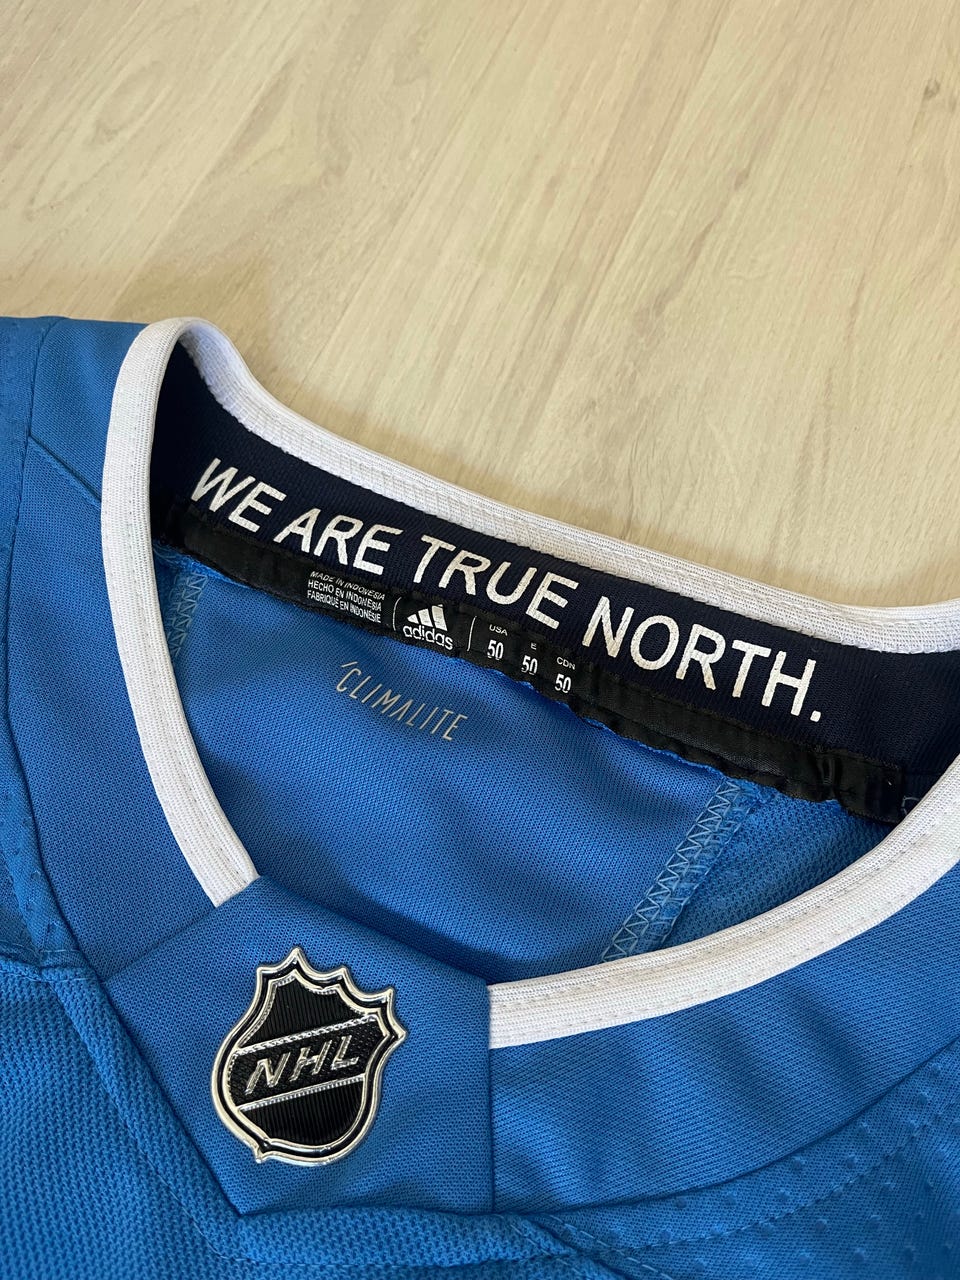 WE ARE TRUE NORTH.
MADE IN INDONESIA
HECHO EN INDONESIA
FABRIQUÉ EN INDONÉSIE
adidas
USA
50
E
50
CDN
50
CLIMALITE
NHL